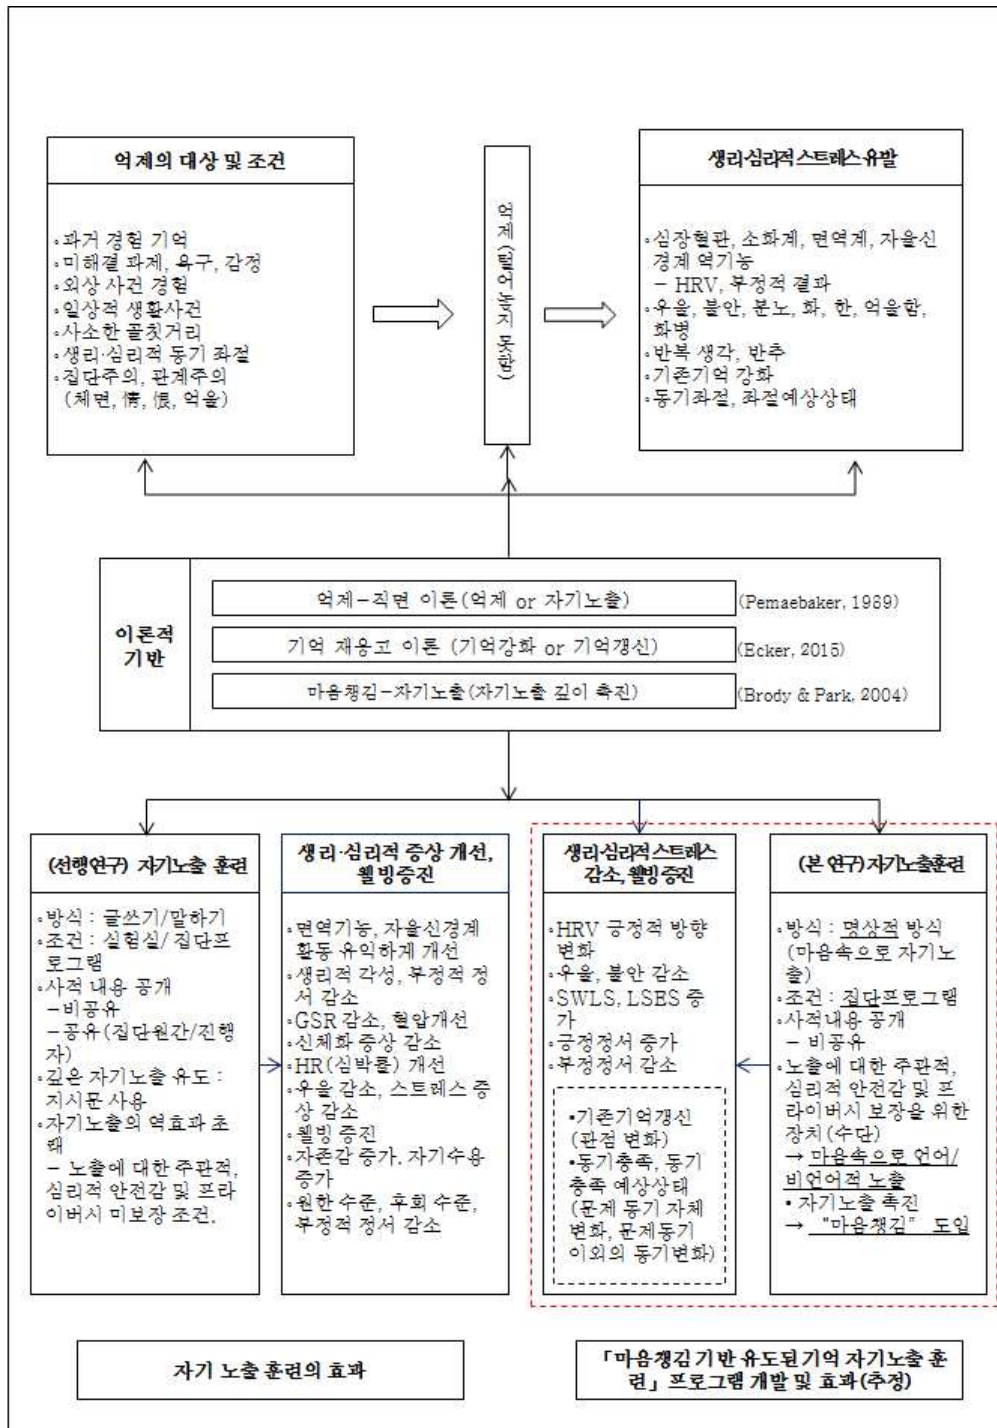 억제의 대상 및 조건
◦과거 경험 기억
◦미해결 과제, 욕구, 감정
◦외상 사건 경험
◦일상적 생활사건
◦사소한 골칫거리
◦생리·심리적 동기 좌절
◦집단주의, 관계주의
(체면, 情, 恨, 억울)
억제(털어놓지 못함)
생리·심리적 스트레스 유발
◦심장혈관, 소화계, 면역계, 자율신
경계 역기능
- HRV, 부정적 결과
◦우울, 불안, 분노, 화, 한, 억울함,
화병
◦반복 생각, 반추
◦기존기억 강화
◦동기좌절, 좌절예상상태
이론적
기반
억제-직면 이론(억제 or 자기노출)
(Pemaebaker, 1989)
기억 재응고 이론 (기억강화 or 기억갱신)
(Ecker, 2015)
마음챙김-자기노출(자기노출 깊이 촉진)
(Brody & Park, 2004)
(선행연구) 자기노출 훈련
◦방식 : 글쓰기/말하기
◦조건 : 실험실/ 집단프
로그램
◦사적 내용 공개
-비공유
-공유(집단원간/진행
자)
◦깊은 자기노출 유도 :
지시문 사용
◦자기노출의 역효과 초
래
- 노출에 대한 주관적,
심리적 안전감 및 프라
이버시 미보장 조건.
생리·심리적 증상 개선,
웰빙증진
◦면역기능, 자율신경계
활동 유익하게 개선
◦생리적 각성, 부정적 정
서 감소
◦GSR 감소, 혈압개선
◦신체화 증상 감소
◦HR(심박률) 개선
◦우울 감소, 스트레스 증
상 감소
◦웰빙 증진
◦자존감 증가. 자기수용
증가
◦원한 수준, 후회 수준,
부정적 정서 감소
생리·심리적 스트레스
감소, 웰빙증진
◦HRV 긍정적 방향
변화
◦우울, 불안 감소
◦SWLS, LSES 증
가
◦긍정정서 증가
◦부정정서 감소
•기존기억갱신
(관점 변화)
•동기충족, 동기
충족 예상상태
(문제 동기 자체
변화, 문제동기
이외의 동기변화)
(본 연구) 자기노출훈련
◦방식 : 명상적 방식
(마음속으로 자기노
출)
◦조건 : 집단프로그램
◦사적내용 공개
- 비공유
◦노출에 대한 주관적,
심리적 안전감 및 프
라이버시 보장을 위한
장치(수단)
→ 마음속으로 언어/
비언어적 노출
• 자기노출 촉진
→ "마음챙김" 도입
자기 노출 훈련의 효과
「마음챙김 기반 유도된 기억 자기노출 훈
련」 프로그램 개발 및 효과(추정)